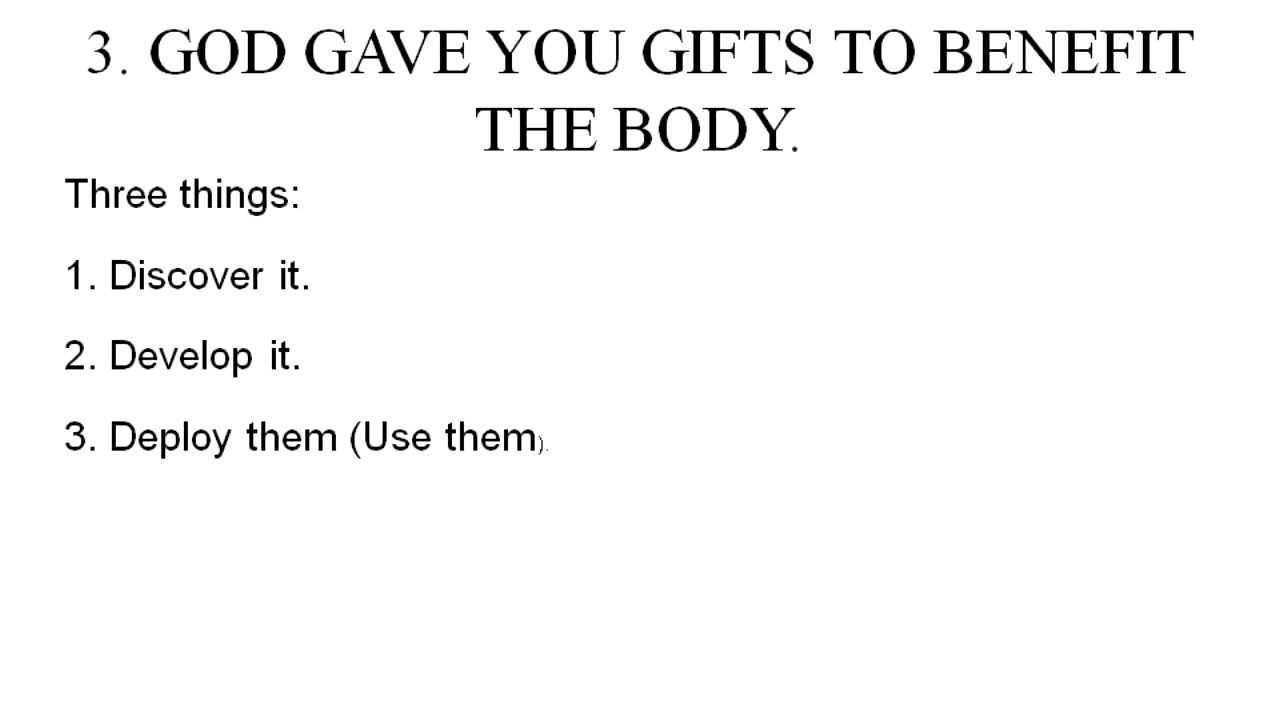 3. GOD GAVE YOU GIFTS TO BENEFIT
THE BODY.
Three things:
1. Discover it.
2. Develop it.
3. Deploy them (Use them).